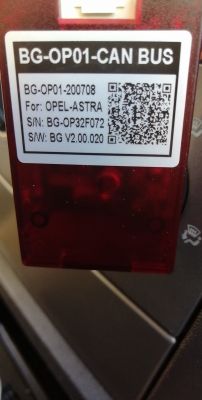 BG-OP01-CAN BUS
BG-OP01-200708
For: OPEL-ASTRA
S/N: BG-OP32F072
S/W: BG V2.00.020